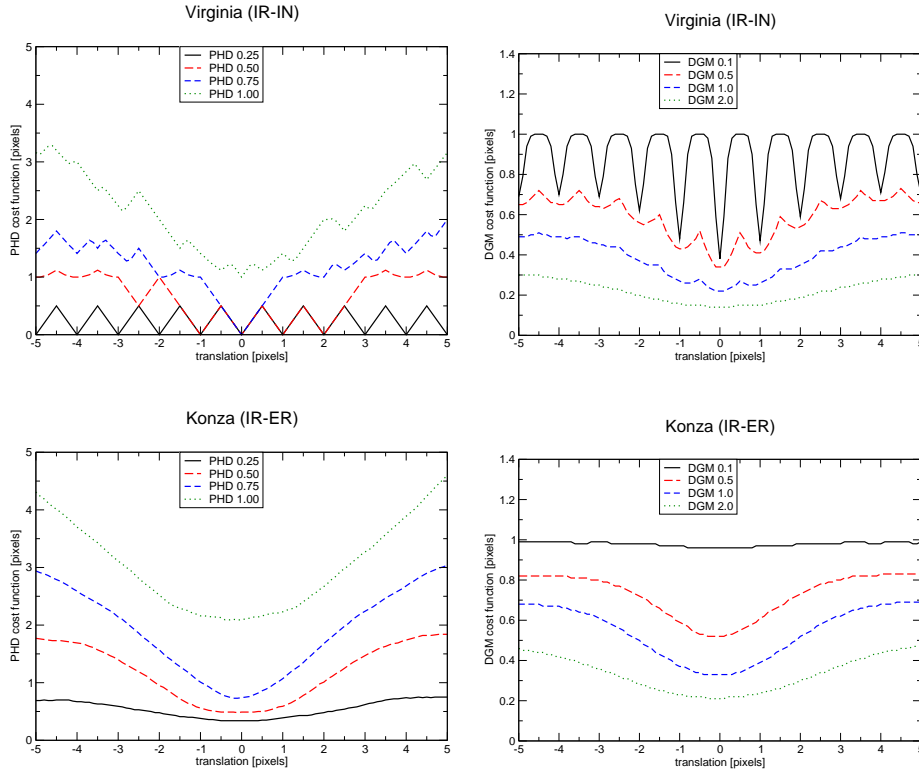 Virginia (IR-IN)
5
4
3
2
1
0
PHD cost function [pixels]
PHD 0.25
PHD 0.50
PHD 0.75
PHD 1.00
-5 -4 -3 -2 -1 0 1 2 3 4 5
translation [pixels]
Virginia (IR-IN)
1.4
1.2
1
0.8
0.6
0.4
0.2
0
DGM cost function [pixels]
DGM 0.1
DGM 0.5
DGM 1.0
DGM 2.0
-5 -4 -3 -2 -1 0 1 2 3 4 5
translation [pixels]
Konza (IR-ER)
5
4
3
2
1
0
PHD cost function [pixels]
PHD 0.25
PHD 0.50
PHD 0.75
PHD 1.00
-5 -4 -3 -2 -1 0 1 2 3 4 5
translation [pixels]
Konza (IR-ER)
1.4
1.2
1
0.8
0.6
0.4
0.2
0
DGM cost function [pixels]
DGM 0.1
DGM 0.5
DGM 1.0
DGM 2.0
-5 -4 -3 -2 -1 0 1 2 3 4 5
translation [pixels]